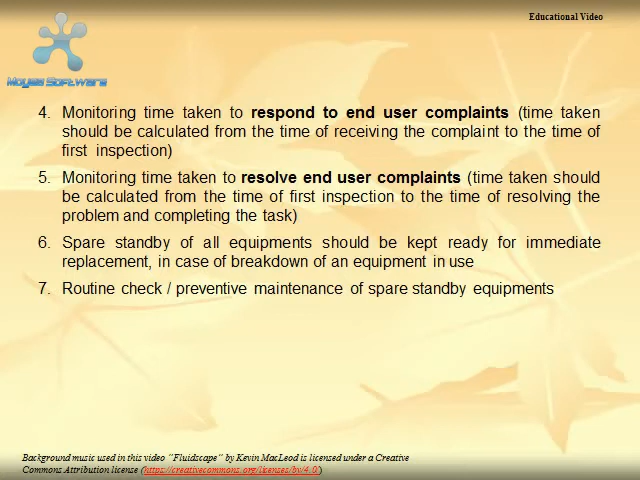 Educational Video
Moyea Software
4. Monitoring time taken to respond to end user complaints (time taken
should be calculated from the time of receiving the complaint to the time of
first inspection)
5. Monitoring time taken to resolve end user complaints (time taken should
be calculated from the time of first inspection to the time of resolving the
problem and completing the task)
6. Spare standby of all equipments should be kept ready for immediate
replacement, in case of breakdown of an equipment in use
7. Routine check / preventive maintenance of spare standby equipments
Background music used in this video "Fluidscape" by Kevin MacLeod is licensed under a Creative
Commons Attribution license (https://creativecommons.org/licenses/by/4.0/)